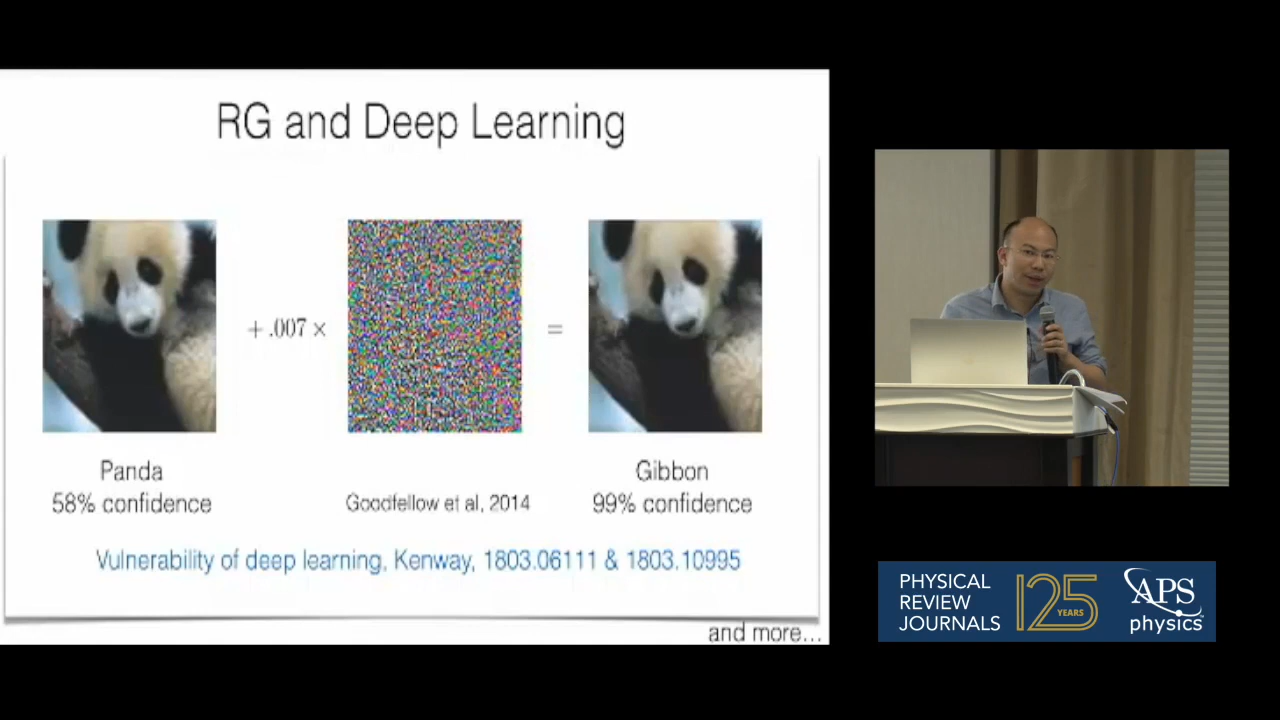 RG and Deep Learning
+ .007 ×
=
Panda
58% confidence
Goodfellow et al, 2014
Gibbon
99% confidence
Vulnerability of deep learning, Kenway, 1803.06111 & 1803.10995
and more...
PHYSICAL
REVIEW
JOURNALS
125
YEARS
APS
physics